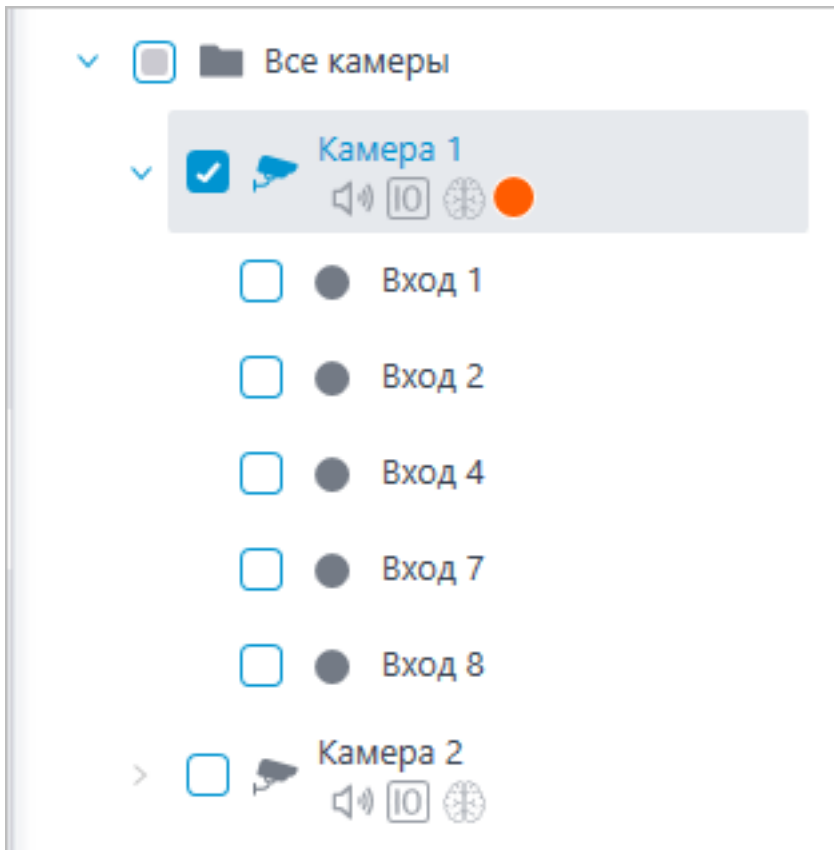 Все камеры
Камера 1
IO
Вход 1
Вход 2
Вход 4
Вход 7
Вход 8
Камера 2
IO